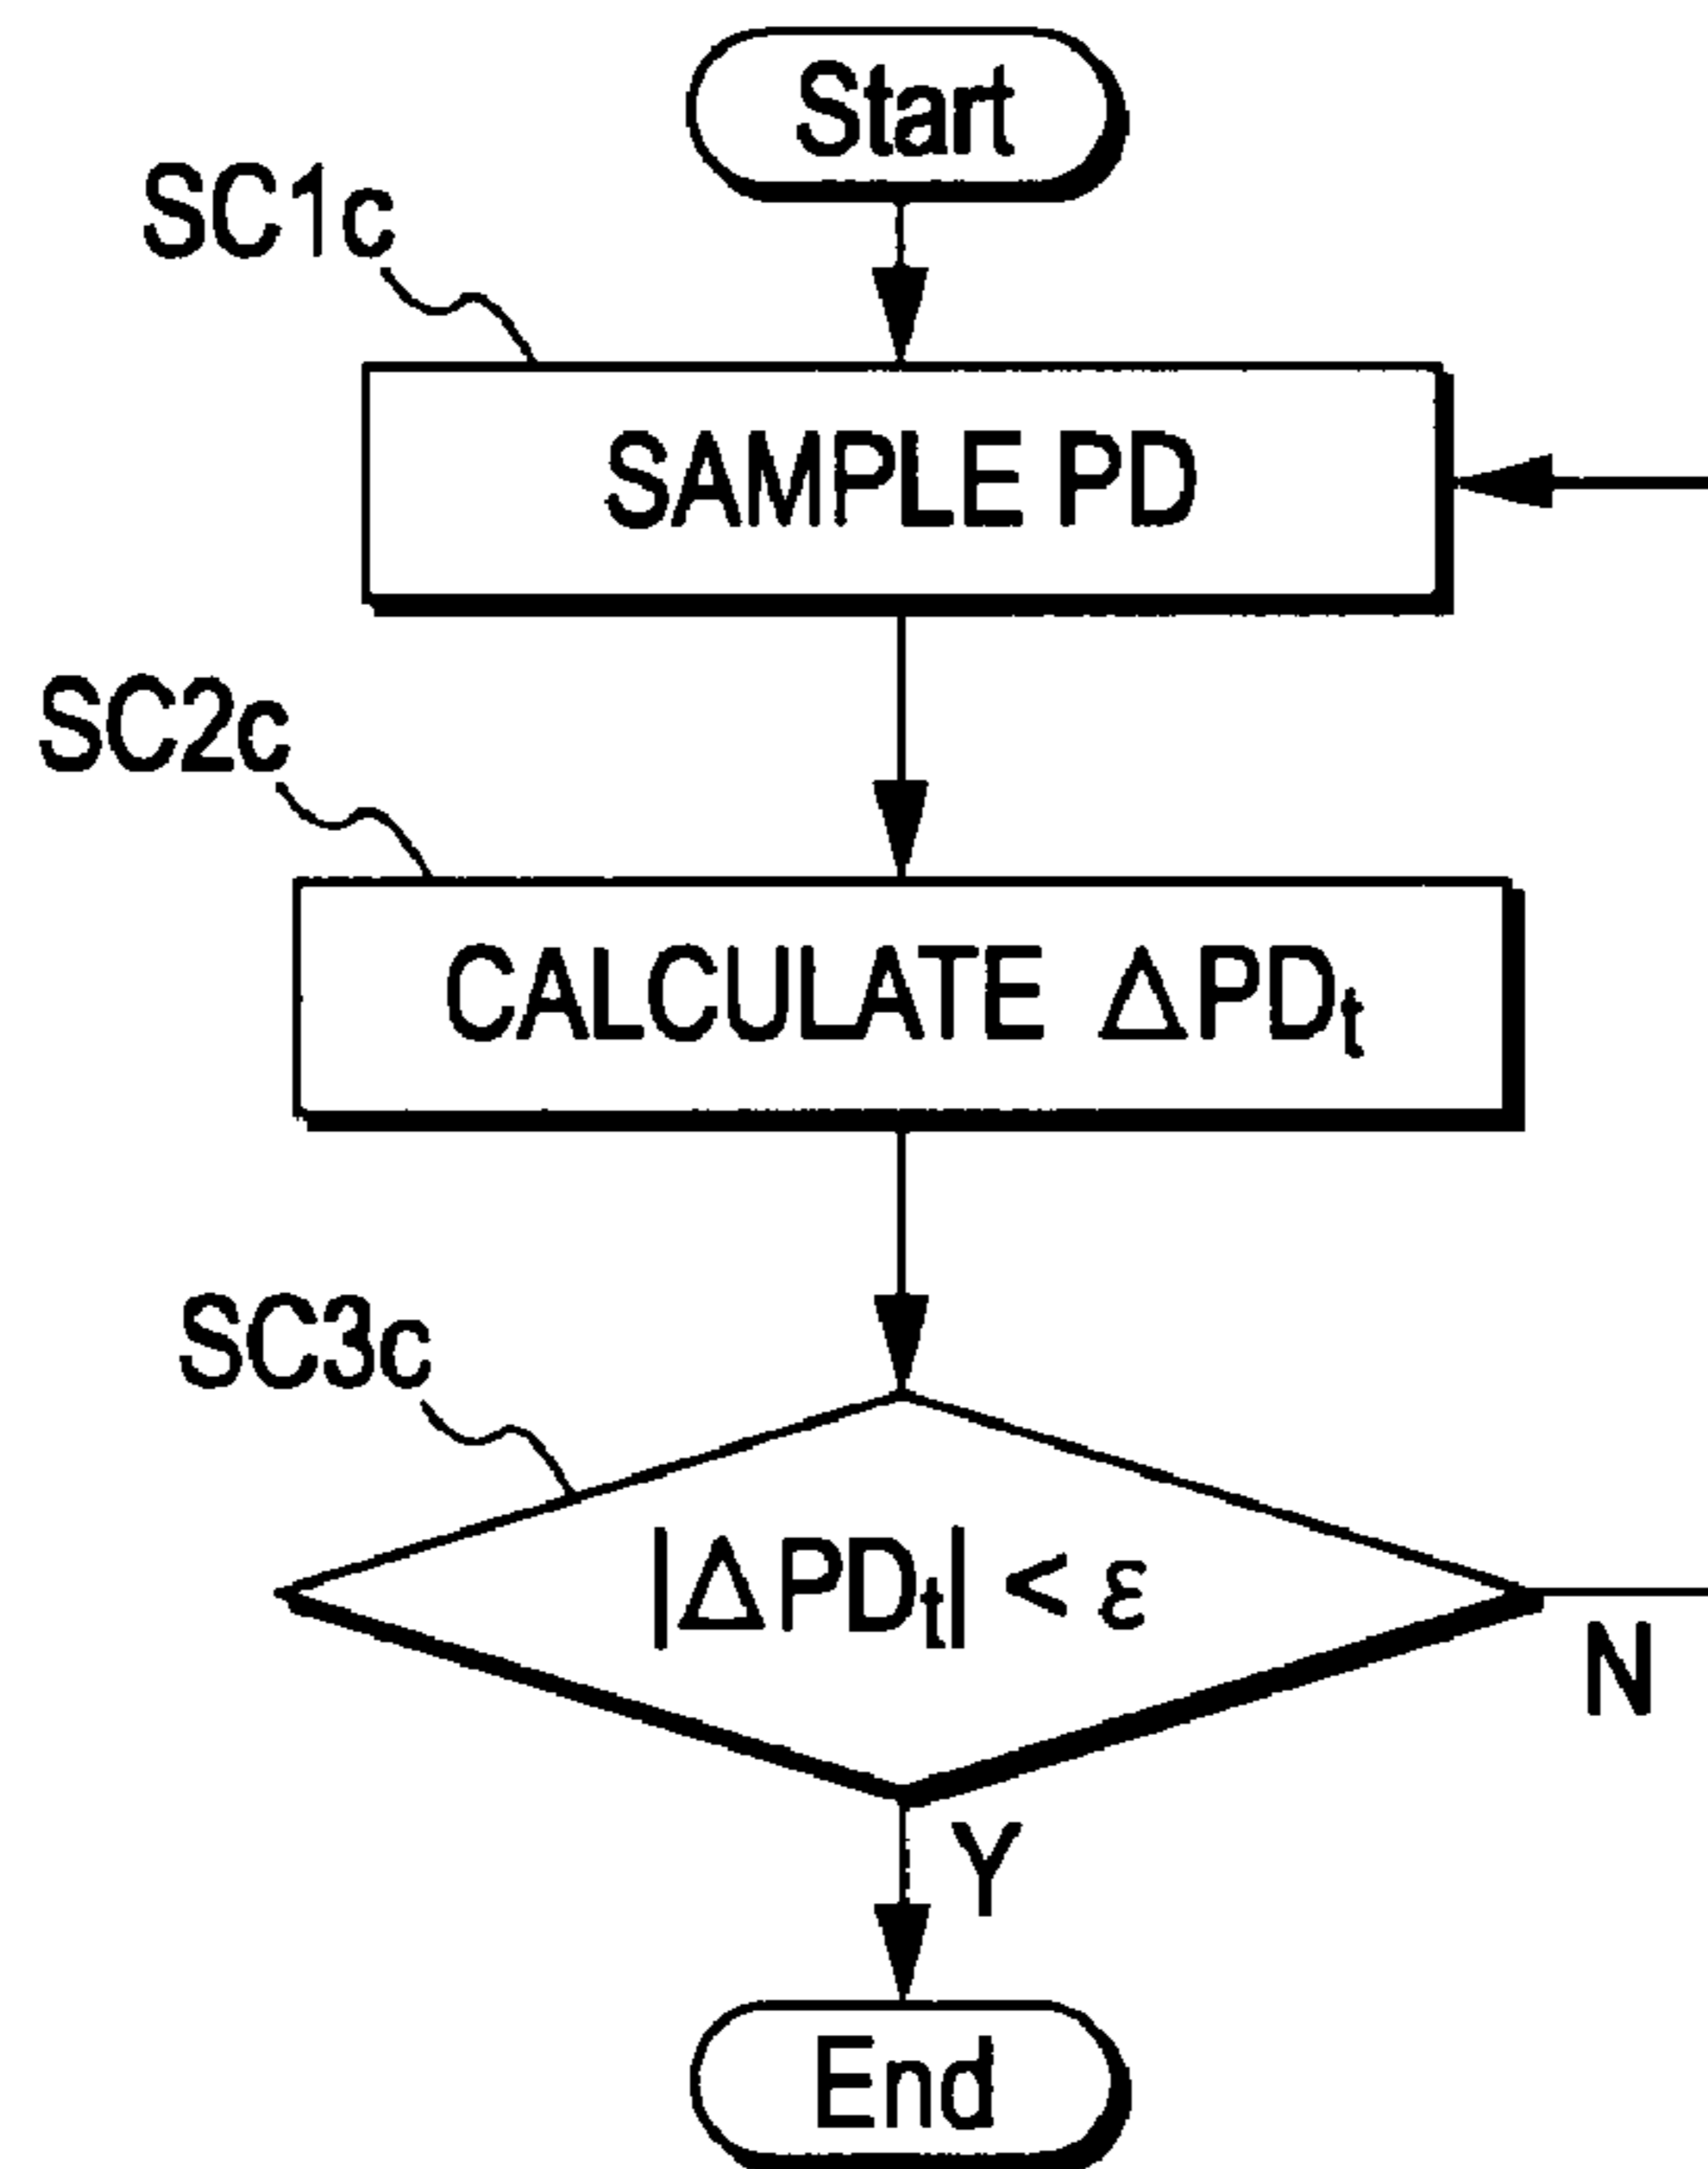 Start
SC1c
SAMPLE PD
SC2c
CALCULATE ΔPDₜ
SC3c
|ΔPDₜ| < ε
N
Y
End